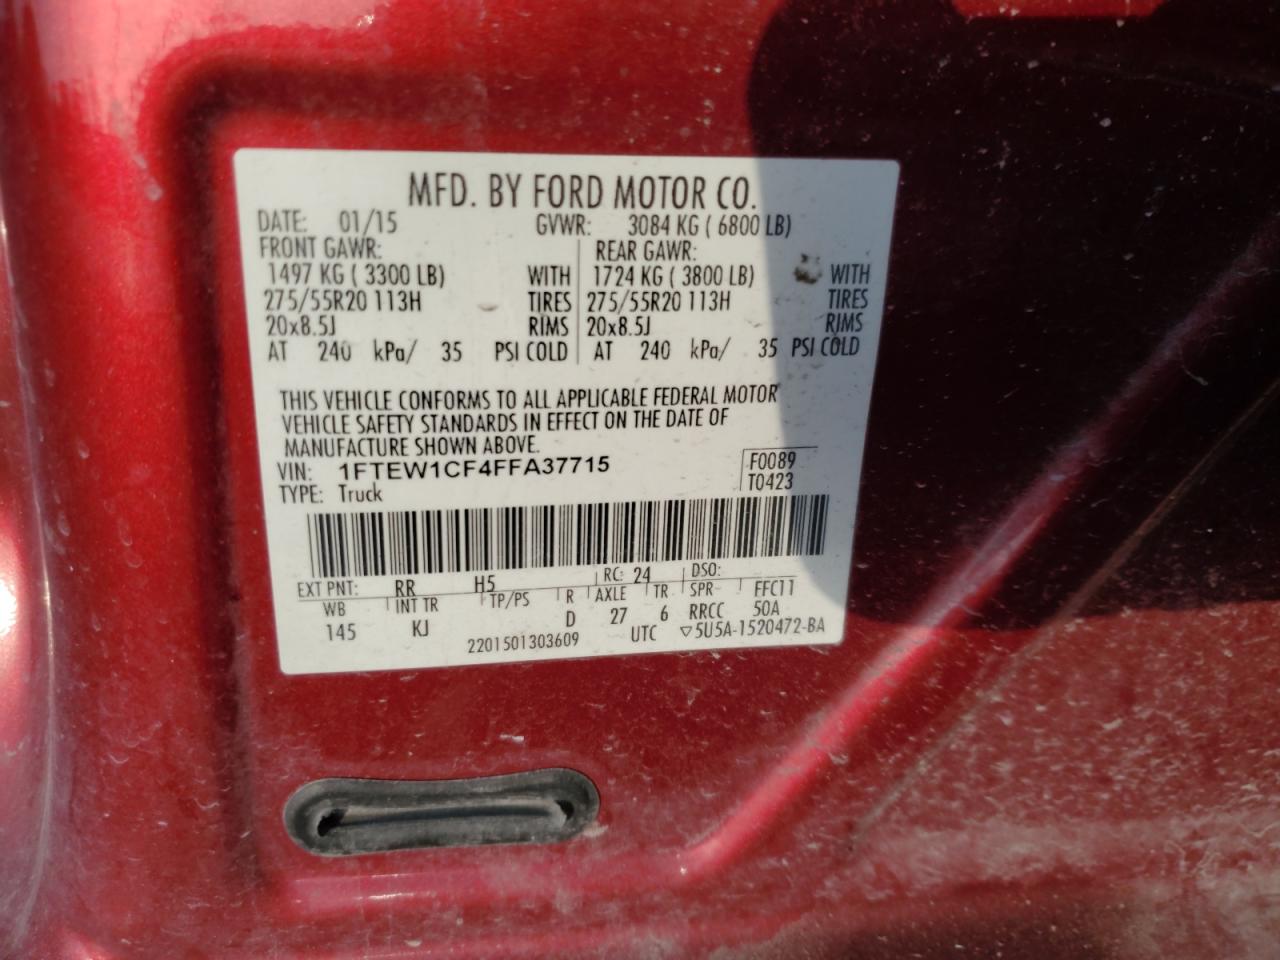 MFD. BY FORD MOTOR CO.
DATE: 01/15 GVWR: 3084 KG ( 6800 LB)
FRONT GAWR: REAR GAWR:
1497 KG ( 3300 LB) WITH 1724 KG ( 3800 LB) WITH
275/55R20 113H TIRES 275/55R20 113H TIRES
20x8.5J RIMS 20x8.5J RIMS
AT 240 kPa/ 35 PSI COLD AT 240 kPa/ 35 PSI COLD
THIS VEHICLE CONFORMS TO ALL APPLICABLE FEDERAL MOTOR
VEHICLE SAFETY STANDARDS IN EFFECT ON THE DATE OF
MANUFACTURE SHOWN ABOVE.
VIN: 1FTEW1CF4FFA37715 F0089
TYPE: Truck T0423
EXT PNT: RR H5 RC: 24 DSO:
WB INT TR TP/PS R AXLE TR SPR FFC11
145 KJ D 27 6 RRCC 50A
2201501303609 UTC ▽5U5A-1520472-BA